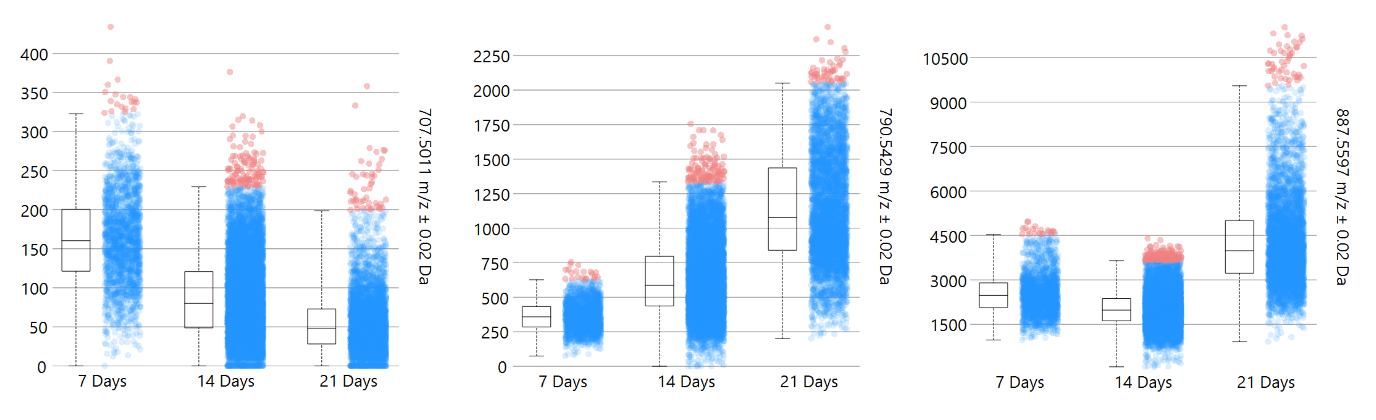 400
350
300
250
200
150
100
50
0
7 Days
14 Days
21 Days
707.5011 m/z ± 0.02 Da
2250
2000
1750
1500
1250
1000
750
500
250
0
7 Days
14 Days
21 Days
790.5429 m/z ± 0.02 Da
10500
9000
7500
6000
4500
3000
1500
7 Days
14 Days
21 Days
887.5597 m/z ± 0.02 Da